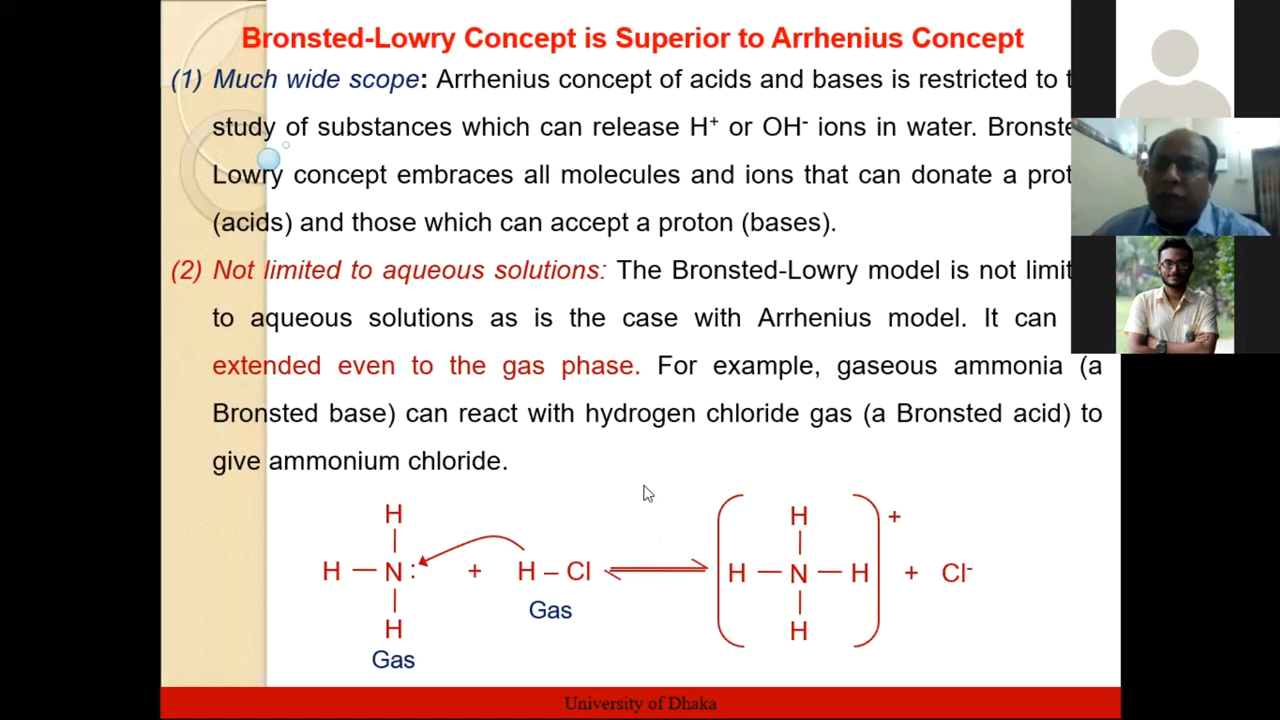 Bronsted-Lowry Concept is Superior to Arrhenius Concept
(1) Much wide scope: Arrhenius concept of acids and bases is restricted to
study of substances which can release H⁺ or OH⁻ ions in water.
Lowry concept embraces all molecules and ions that can donate a
(acids) and those which can accept a proton (bases).
(2) Not limited to aqueous solutions: The Bronsted-Lowry model is not
to aqueous solutions as is the case with Arrhenius model. It can
extended even to the gas phase. For example, gaseous ammonia (a
Bronsted base) can react with hydrogen chloride gas (a Bronsted acid) to
give ammonium chloride.
H H +
H — N : + H – Cl H — N — H + Cl⁻
Gas
H H
Gas
University of Dhaka